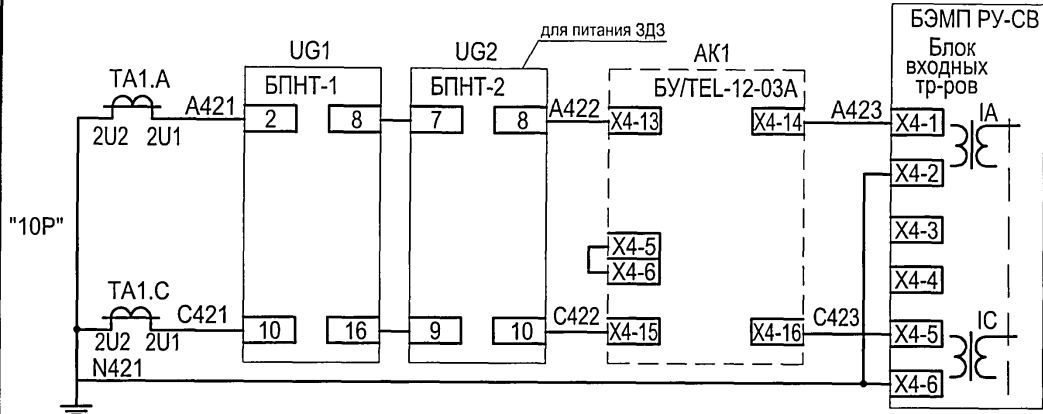 БЭМП РУ-СВ
для питания ЗДЗ
UG1
UG2
АК1
Блок
входных
тр-ров
TA1.A
БПНТ-1
БПНТ-2
БУ/TEL-12-03А
A421
2
8
7
8
A422
X4-13
X4-14
A423
X4-1
IA
2U2
2U1
X4-2
"10Р"
X4-3
X4-5
X4-6
X4-4
TA1.C
C421
10
16
9
10
C422
X4-15
X4-16
C423
X4-5
IC
2U2
2U1
N421
X4-6